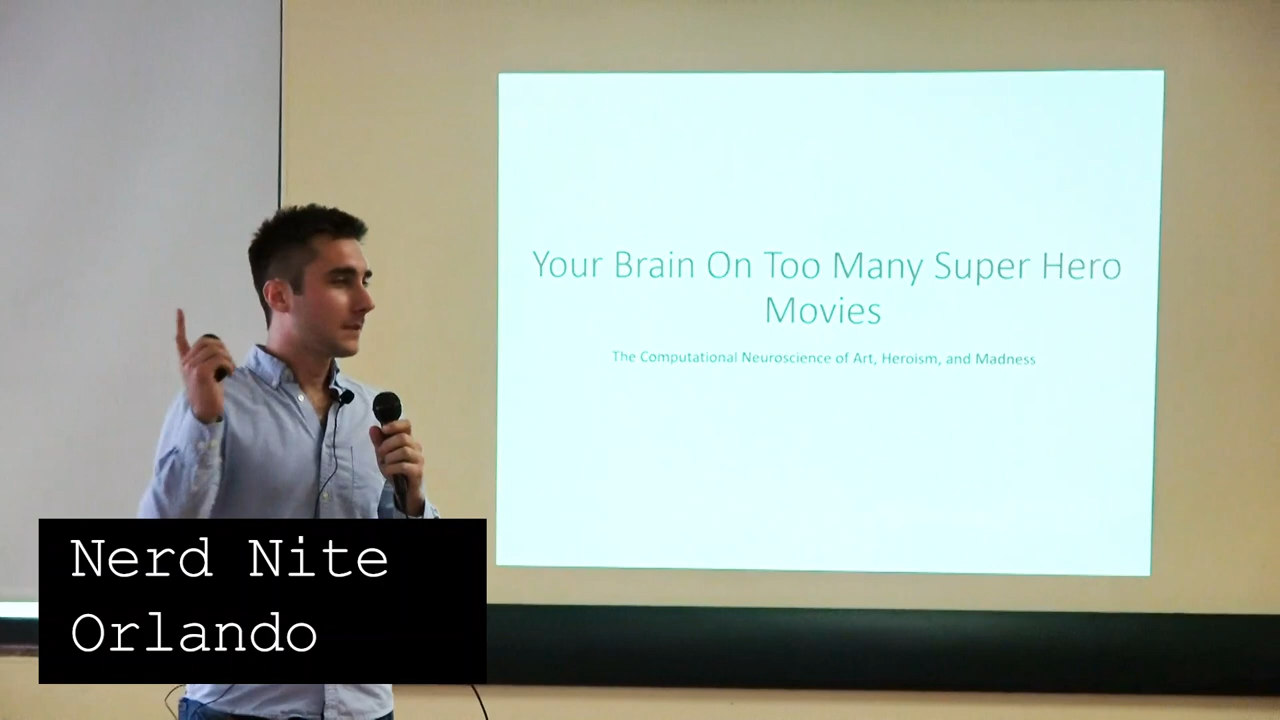 Your Brain On Too Many Super Hero
Movies
The Computational Neuroscience of Art, Heroism, and Madness
Nerd Nite
Orlando